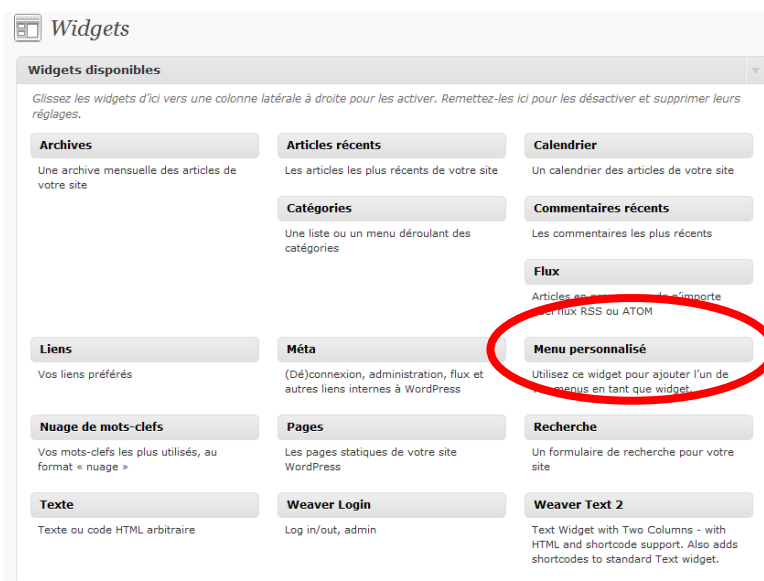 Widgets
Widgets disponibles
Glissez les widgets d'ici vers une colonne latérale à droite pour les activer. Remettez-les ici pour les désactiver et supprimer leurs
réglages.
Archives
Une archive mensuelle des articles de
votre site
Articles récents
Les articles les plus récents de votre site
Calendrier
Un calendrier des articles de votre site
Catégories
Une liste ou un menu déroulant des
catégories
Commentaires récents
Les commentaires les plus récents
Flux
Articles en de n'importe
flux RSS ou ATOM
Liens
Vos liens préférés
Méta
(Dé)connexion, administration, flux et
autres liens internes à WordPress
Menu personnalisé
Utilisez ce widget pour ajouter l'un de
menus en tant que widget.
Nuage de mots-clefs
Vos mots-clefs les plus utilisés, au
format « nuage »
Pages
Les pages statiques de votre site
WordPress
Recherche
Un formulaire de recherche pour votre
site
Texte
Texte ou code HTML arbitraire
Weaver Login
Log in/out, admin
Weaver Text 2
Text Widget with Two Columns - with
HTML and shortcode support. Also adds
shortcodes to standard Text widget.